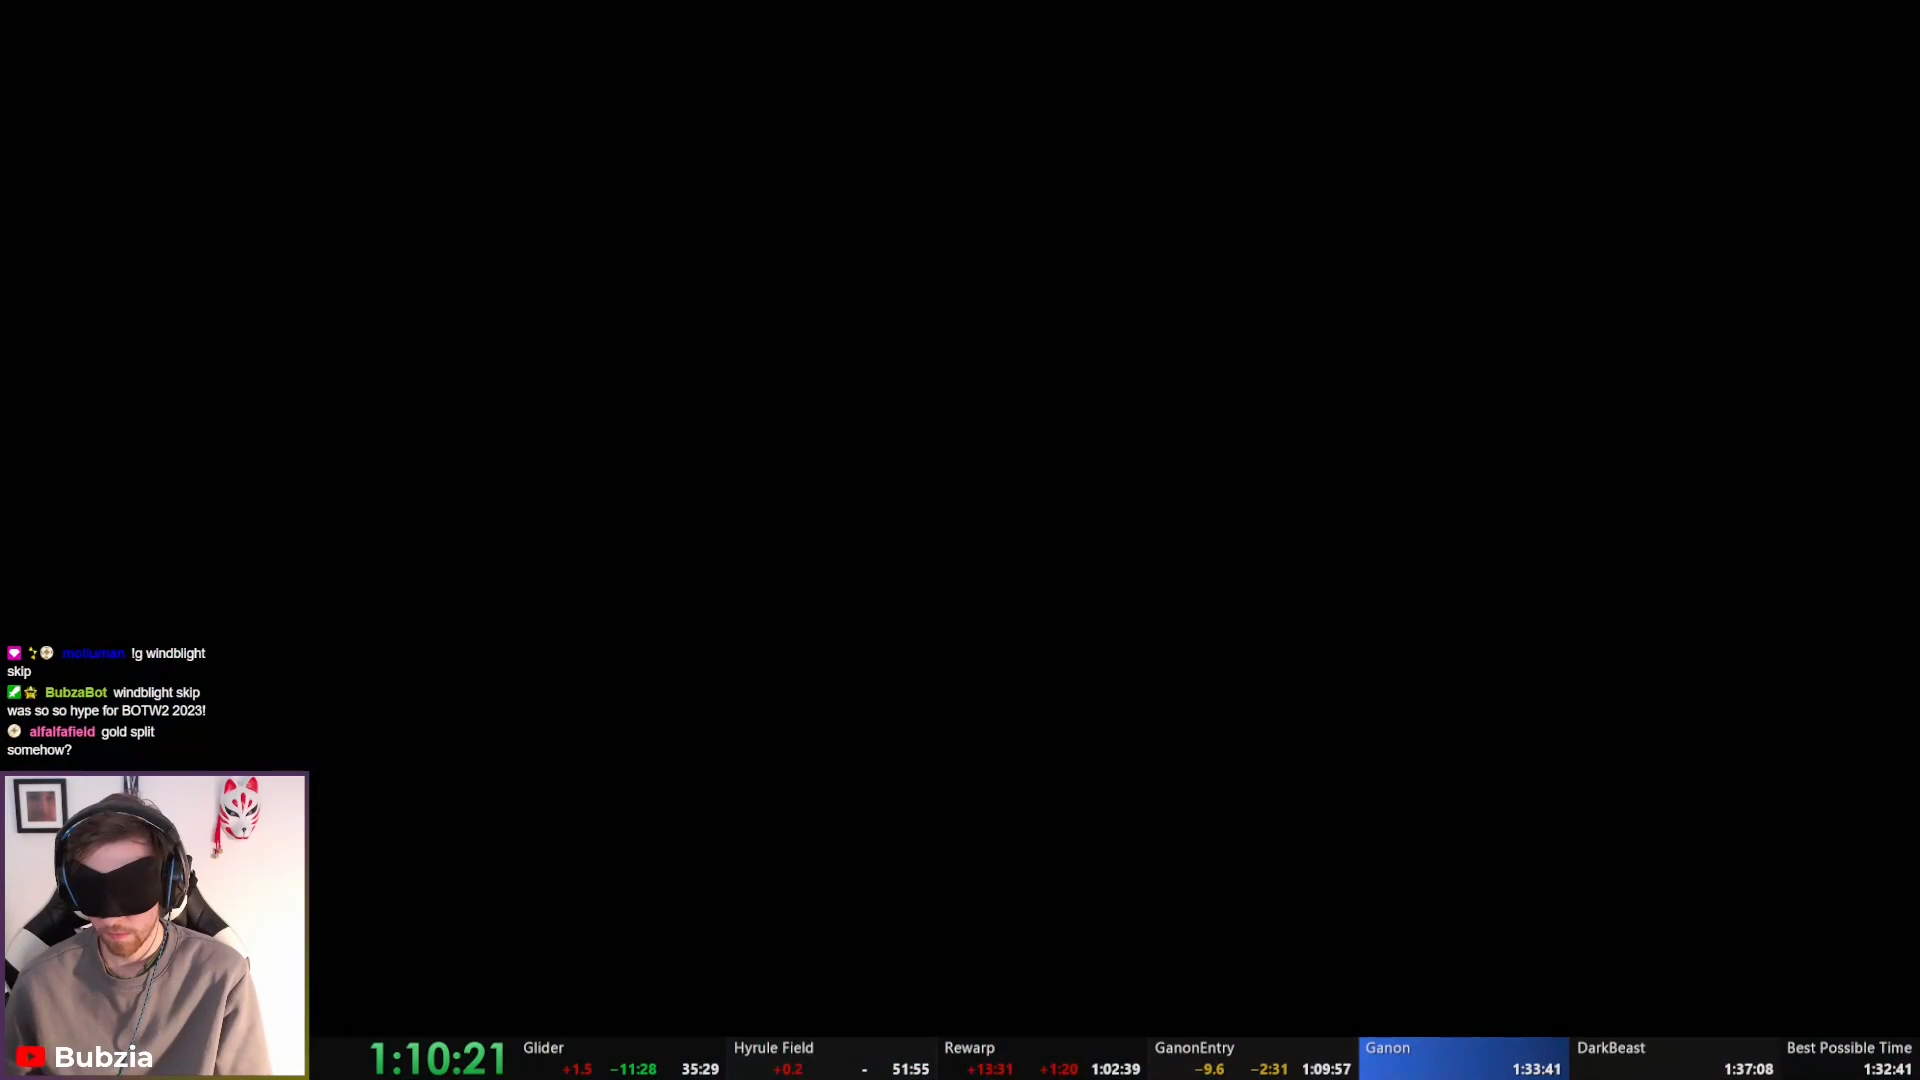 moiluman !g windblight
skip
BubzaBot windblight skip
was so so hype for BOTW2 2023!
alfalfafield gold split
somehow?
Bubzia
1:10:21
Glider
+1.5 −11:28 35:29
Hyrule Field
+0.2 - 51:55
Rewarp
+13:31 +1:20 1:02:39
GanonEntry
−9.6 −2:31 1:09:57
Ganon
1:33:41
DarkBeast
1:37:08
Best Possible Time
1:32:41